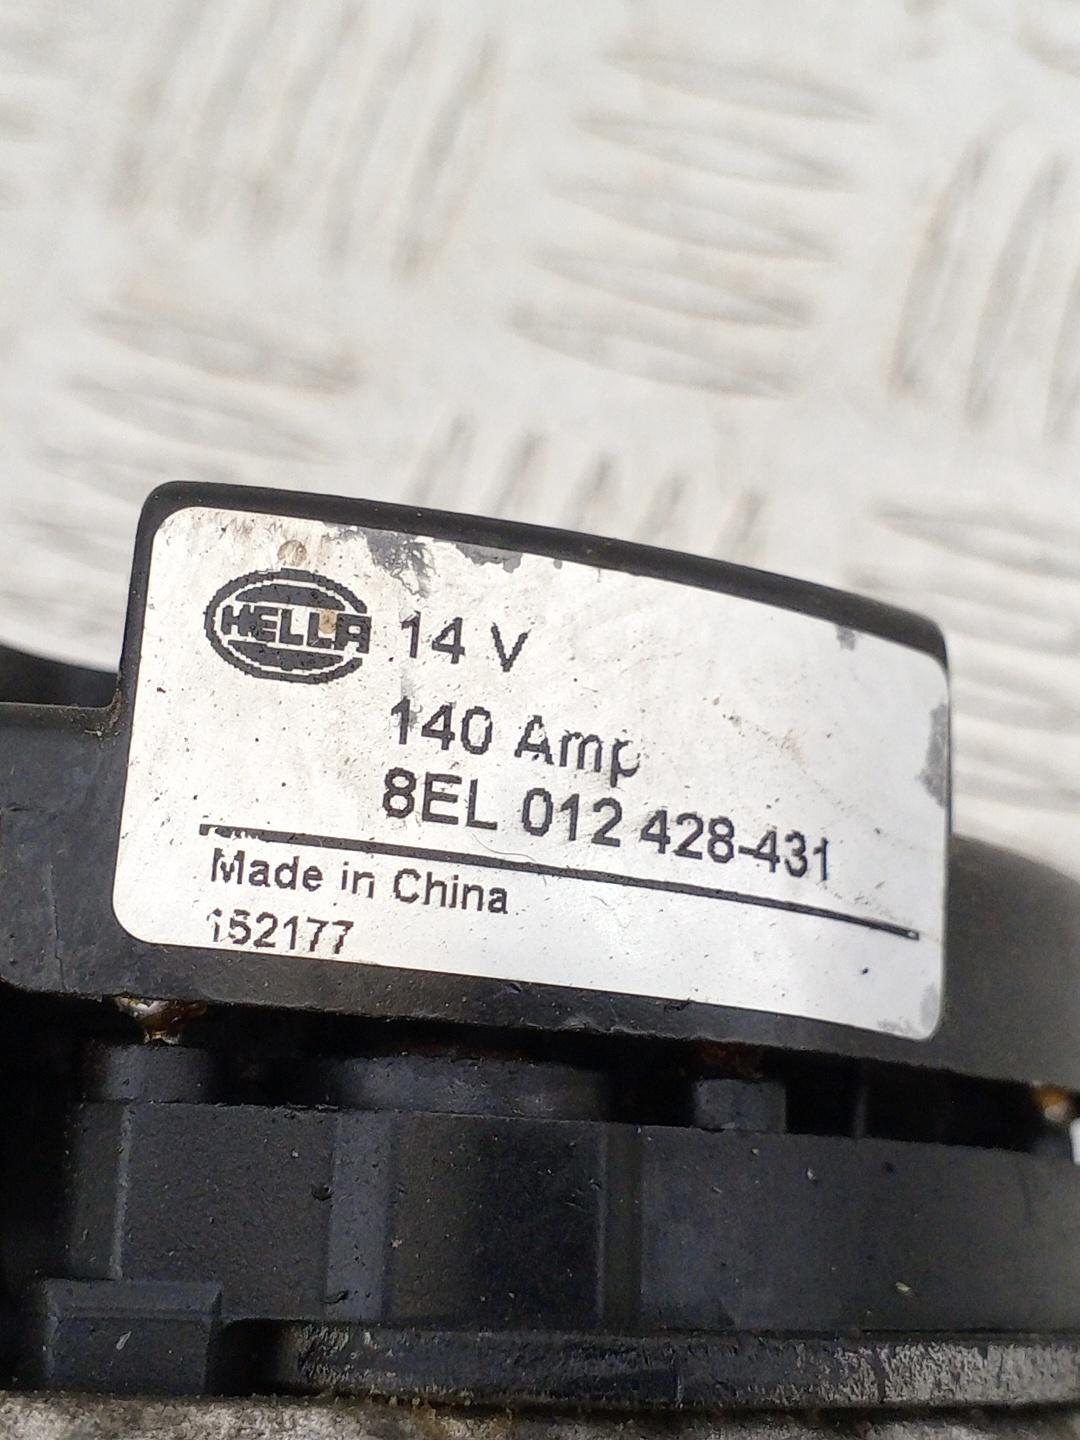 HELLA 14 V
140 Amp
8EL 012 428-431
Made in China
152177